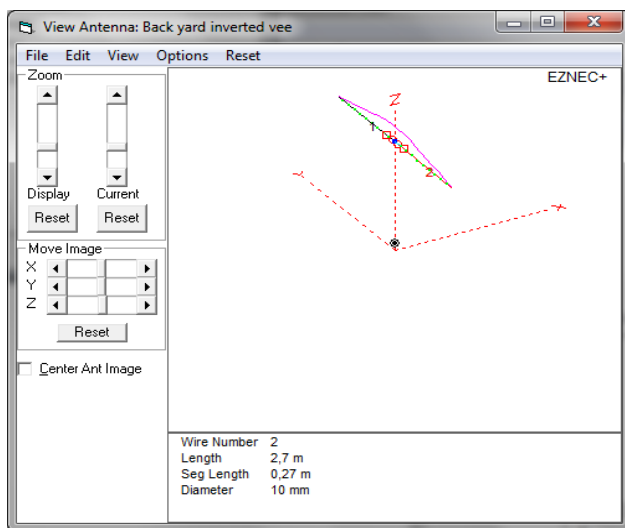 View Antenna: Back yard inverted vee
File Edit View Options Reset
Zoom
Display Current
Reset Reset
Move Image
X
Y
Z
Reset
Center Ant Image
EZNEC+
Z
1
2
Y
X
Wire Number 2
Length 2,7 m
Seg Length 0,27 m
Diameter 10 mm